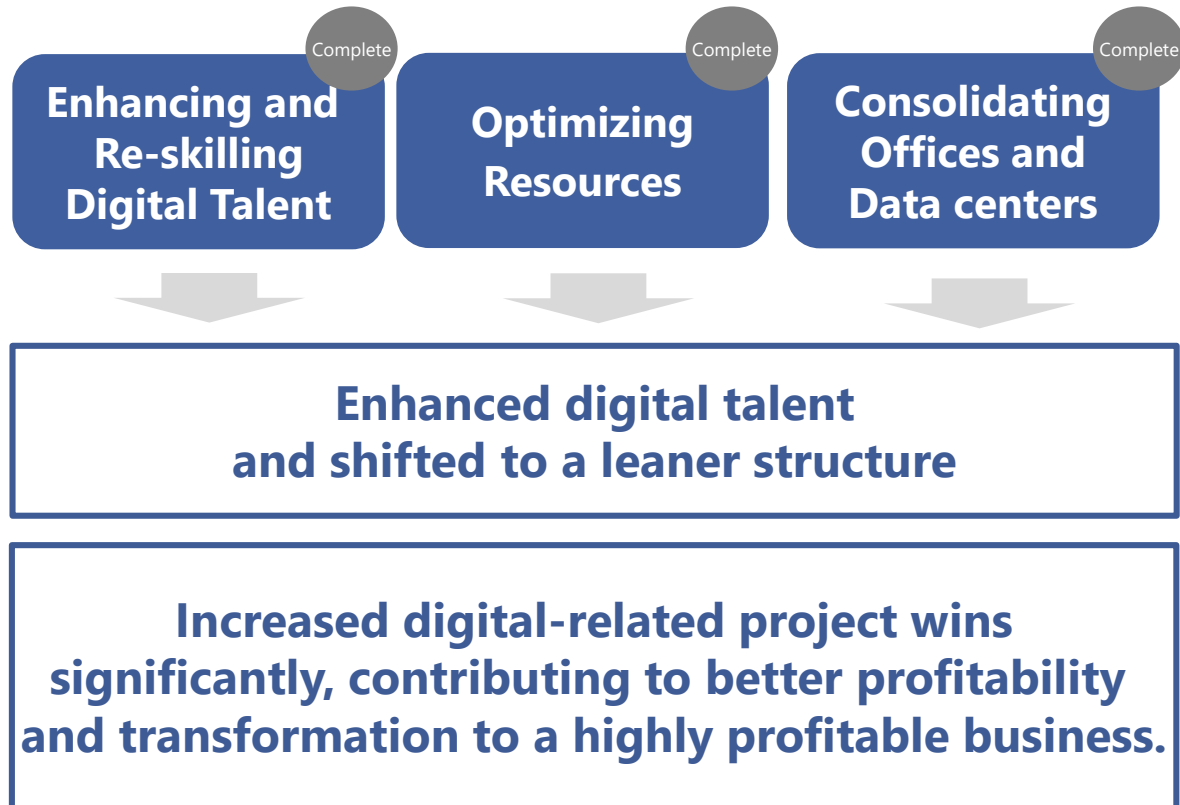 Complete
Enhancing and
Re-skilling
Digital Talent
Complete
Optimizing
Resources
Complete
Consolidating
Offices and
Data centers
Enhanced digital talent
and shifted to a leaner structure
Increased digital-related project wins
significantly, contributing to better profitability
and transformation to a highly profitable business.